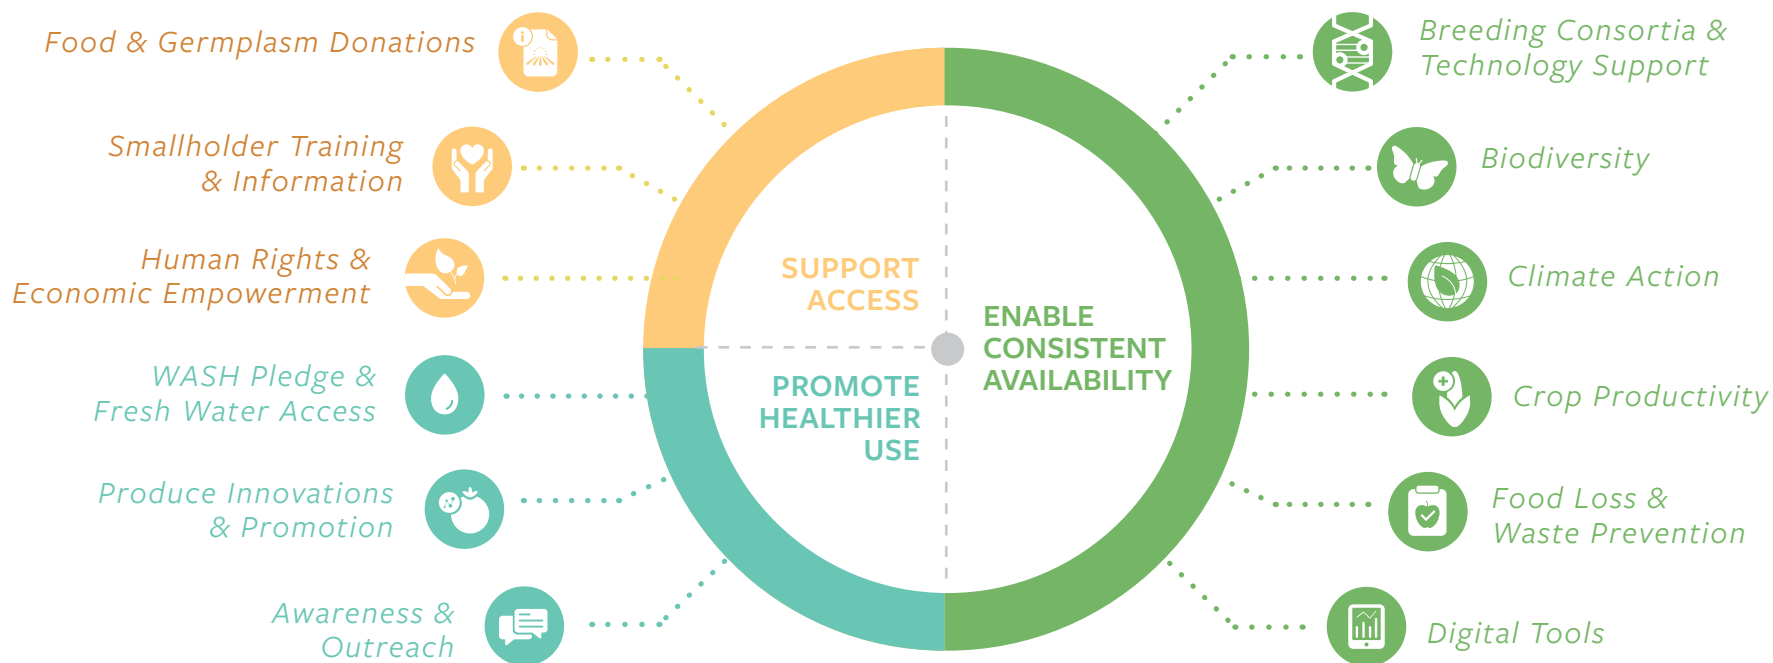 Food & Germplasm Donations
Smallholder Training
& Information
Human Rights &
Economic Empowerment
WASH Pledge &
Fresh Water Access
Produce Innovations
& Promotion
Awareness &
Outreach
SUPPORT
ACCESS
PROMOTE
HEALTHIER
USE
ENABLE
CONSISTENT
AVAILABILITY
Breeding Consortia &
Technology Support
Biodiversity
Climate Action
Crop Productivity
Food Loss &
Waste Prevention
Digital Tools